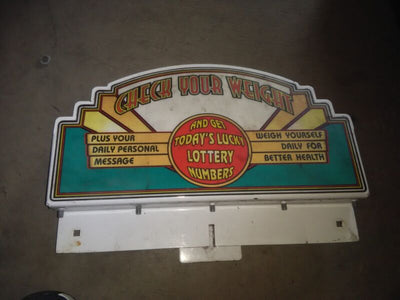 CHECK YOUR WEIGHT
AND GET
TODAY'S LUCKY
LOTTERY
NUMBERS
PLUS YOUR
DAILY PERSONAL
MESSAGE
WEIGH YOURSELF
DAILY FOR
BETTER HEALTH